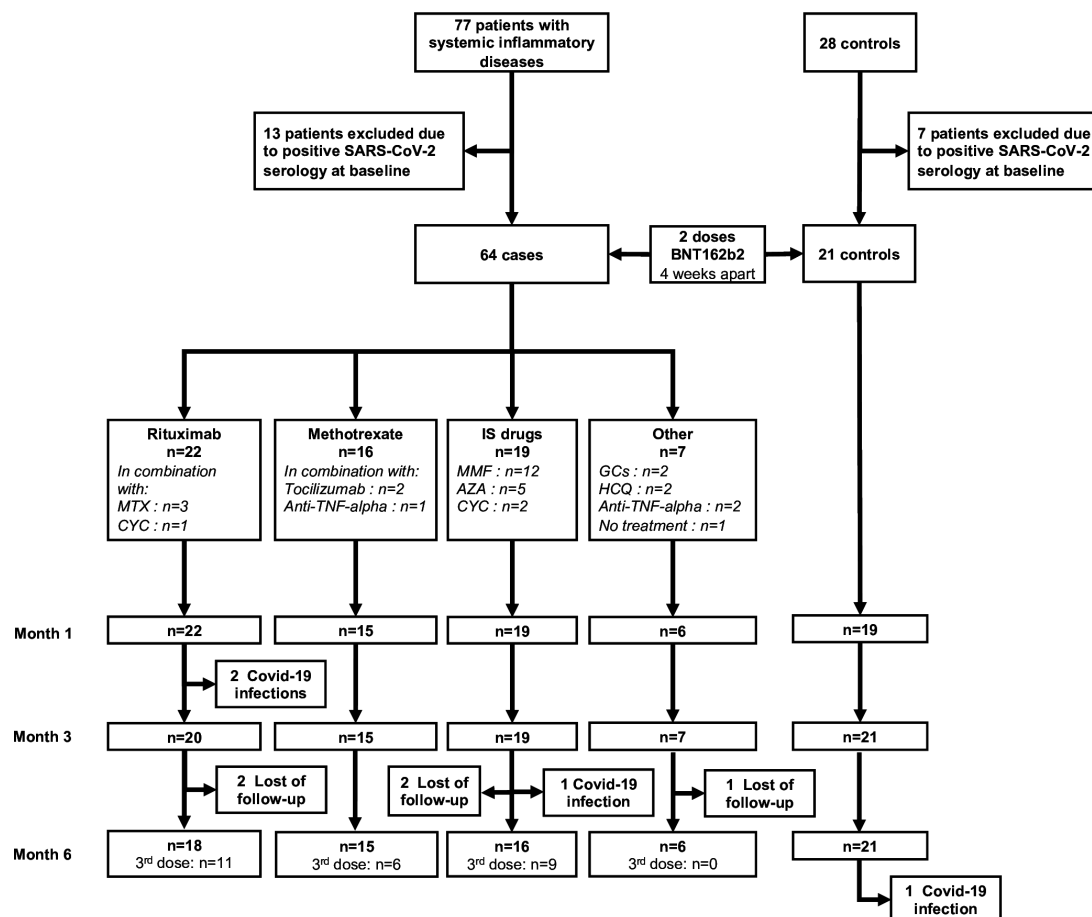 77 patients with
systemic inflammatory
diseases
28 controls
13 patients excluded due
to positive SARS-CoV-2
serology at baseline
7 patients excluded due
to positive SARS-CoV-2
serology at baseline
64 cases
2 doses
BNT162b2
4 weeks apart
21 controls
Rituximab
n=22
In combination
with:
MTX : n=3
CYC : n=1
Methotrexate
n=16
In combination with:
Tocilizumab : n=2
Anti-TNF-alpha : n=1
IS drugs
n=19
MMF : n=12
AZA : n=5
CYC : n=2
Other
n=7
GCs : n=2
HCQ : n=2
Anti-TNF-alpha : n=2
No treatment : n=1
Month 1
n=22
n=15
n=19
n=6
n=19
2 Covid-19
infections
Month 3
n=20
n=15
n=19
n=7
n=21
2 Lost of
follow-up
2 Lost of
follow-up
1 Covid-19
infection
1 Lost of
follow-up
Month 6
n=18
3rd dose: n=11
n=15
3rd dose: n=6
n=16
3rd dose: n=9
n=6
3rd dose: n=0
n=21
1 Covid-19
infection